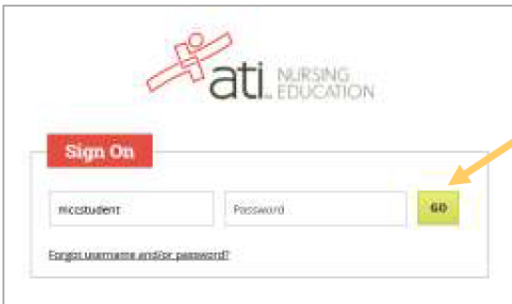 ati NURSING
EDUCATION
Sign On
mccstudent Password GO
Forgot username and/or password?